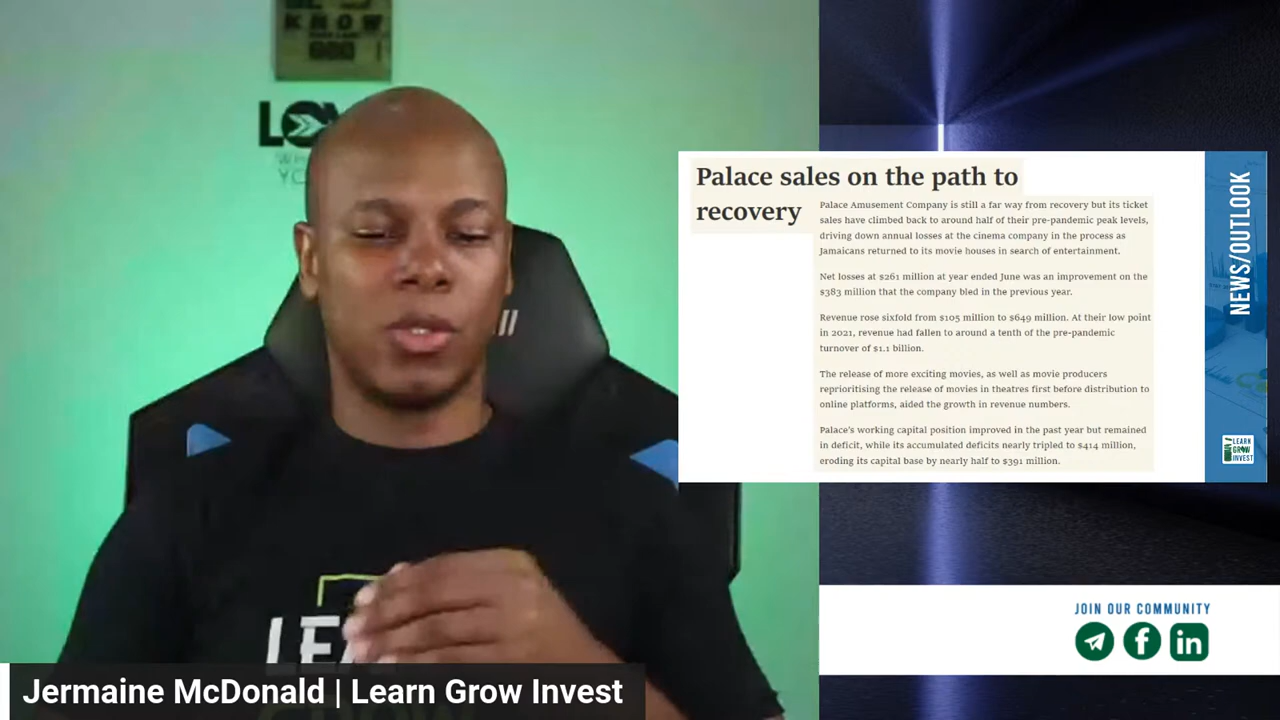 KNOW
LOV
Palace sales on the path to
recovery
Palace Amusement Company is still a far way from recovery but its ticket
sales have climbed back to around half of their pre-pandemic peak levels,
driving down annual losses at the cinema company in the process as
Jamaicans returned to its movie houses in search of entertainment.
Net losses at $261 million at year ended June was an improvement on the
$383 million that the company bled in the previous year.
Revenue rose sixfold from $105 million to $649 million. At their low point
in 2021, revenue had fallen to around a tenth of the pre-pandemic
turnover of $1.1 billion.
The release of more exciting movies, as well as movie producers
reprioritising the release of movies in theatres first before distribution to
online platforms, aided the growth in revenue numbers.
Palace's working capital position improved in the past year but remained
in deficit, while its accumulated deficits nearly tripled to $414 million,
eroding its capital base by nearly half to $391 million.
NEWS/OUTLOOK
LEARN
GROW
INVEST
LEA
JOIN OUR COMMUNITY
in
Jermaine McDonald | Learn Grow Invest